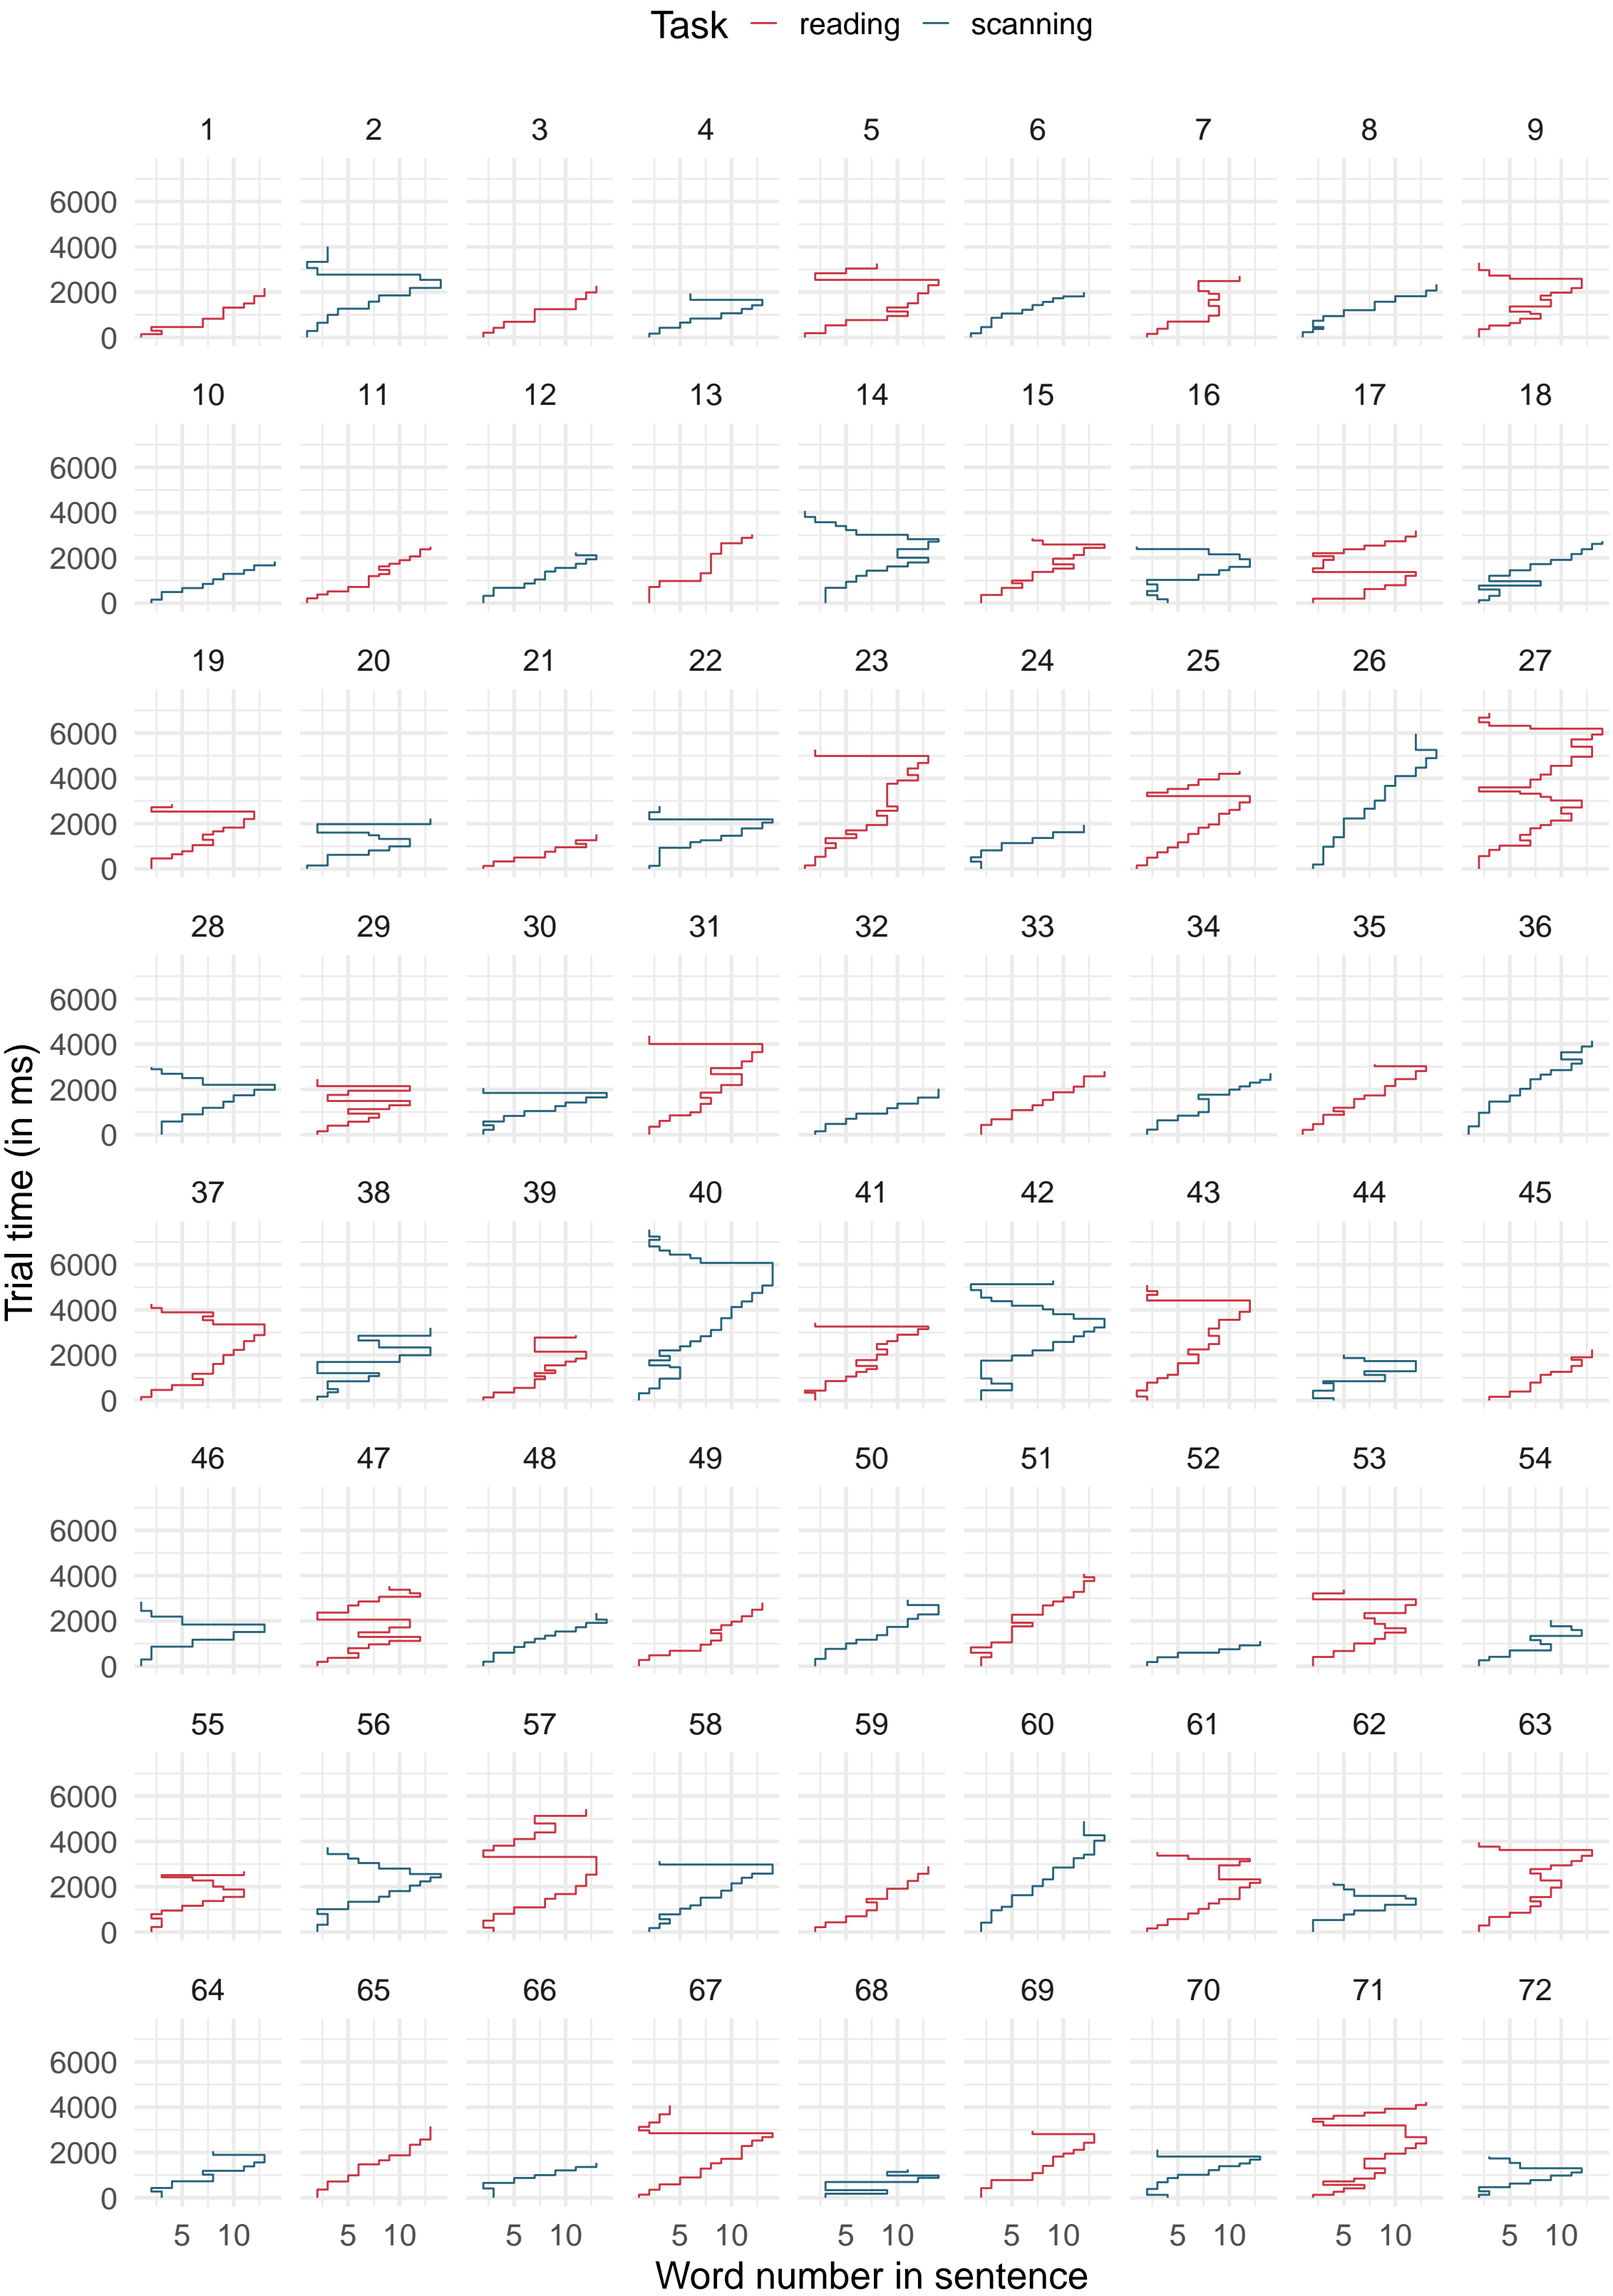 Task reading scanning
1 2 3 4 5 6 7 8 9
6000
4000
2000
0
10 11 12 13 14 15 16 17 18
6000
4000
2000
0
19 20 21 22 23 24 25 26 27
6000
4000
2000
0
28 29 30 31 32 33 34 35 36
6000
4000
2000
0
37 38 39 40 41 42 43 44 45
6000
4000
2000
0
46 47 48 49 50 51 52 53 54
6000
4000
2000
0
55 56 57 58 59 60 61 62 63
6000
4000
2000
0
64 65 66 67 68 69 70 71 72
6000
4000
2000
0
5 10 5 10 5 10 5 10 5 10 5 10 5 10 5 10 5 10
Word number in sentence
Trial time (in ms)